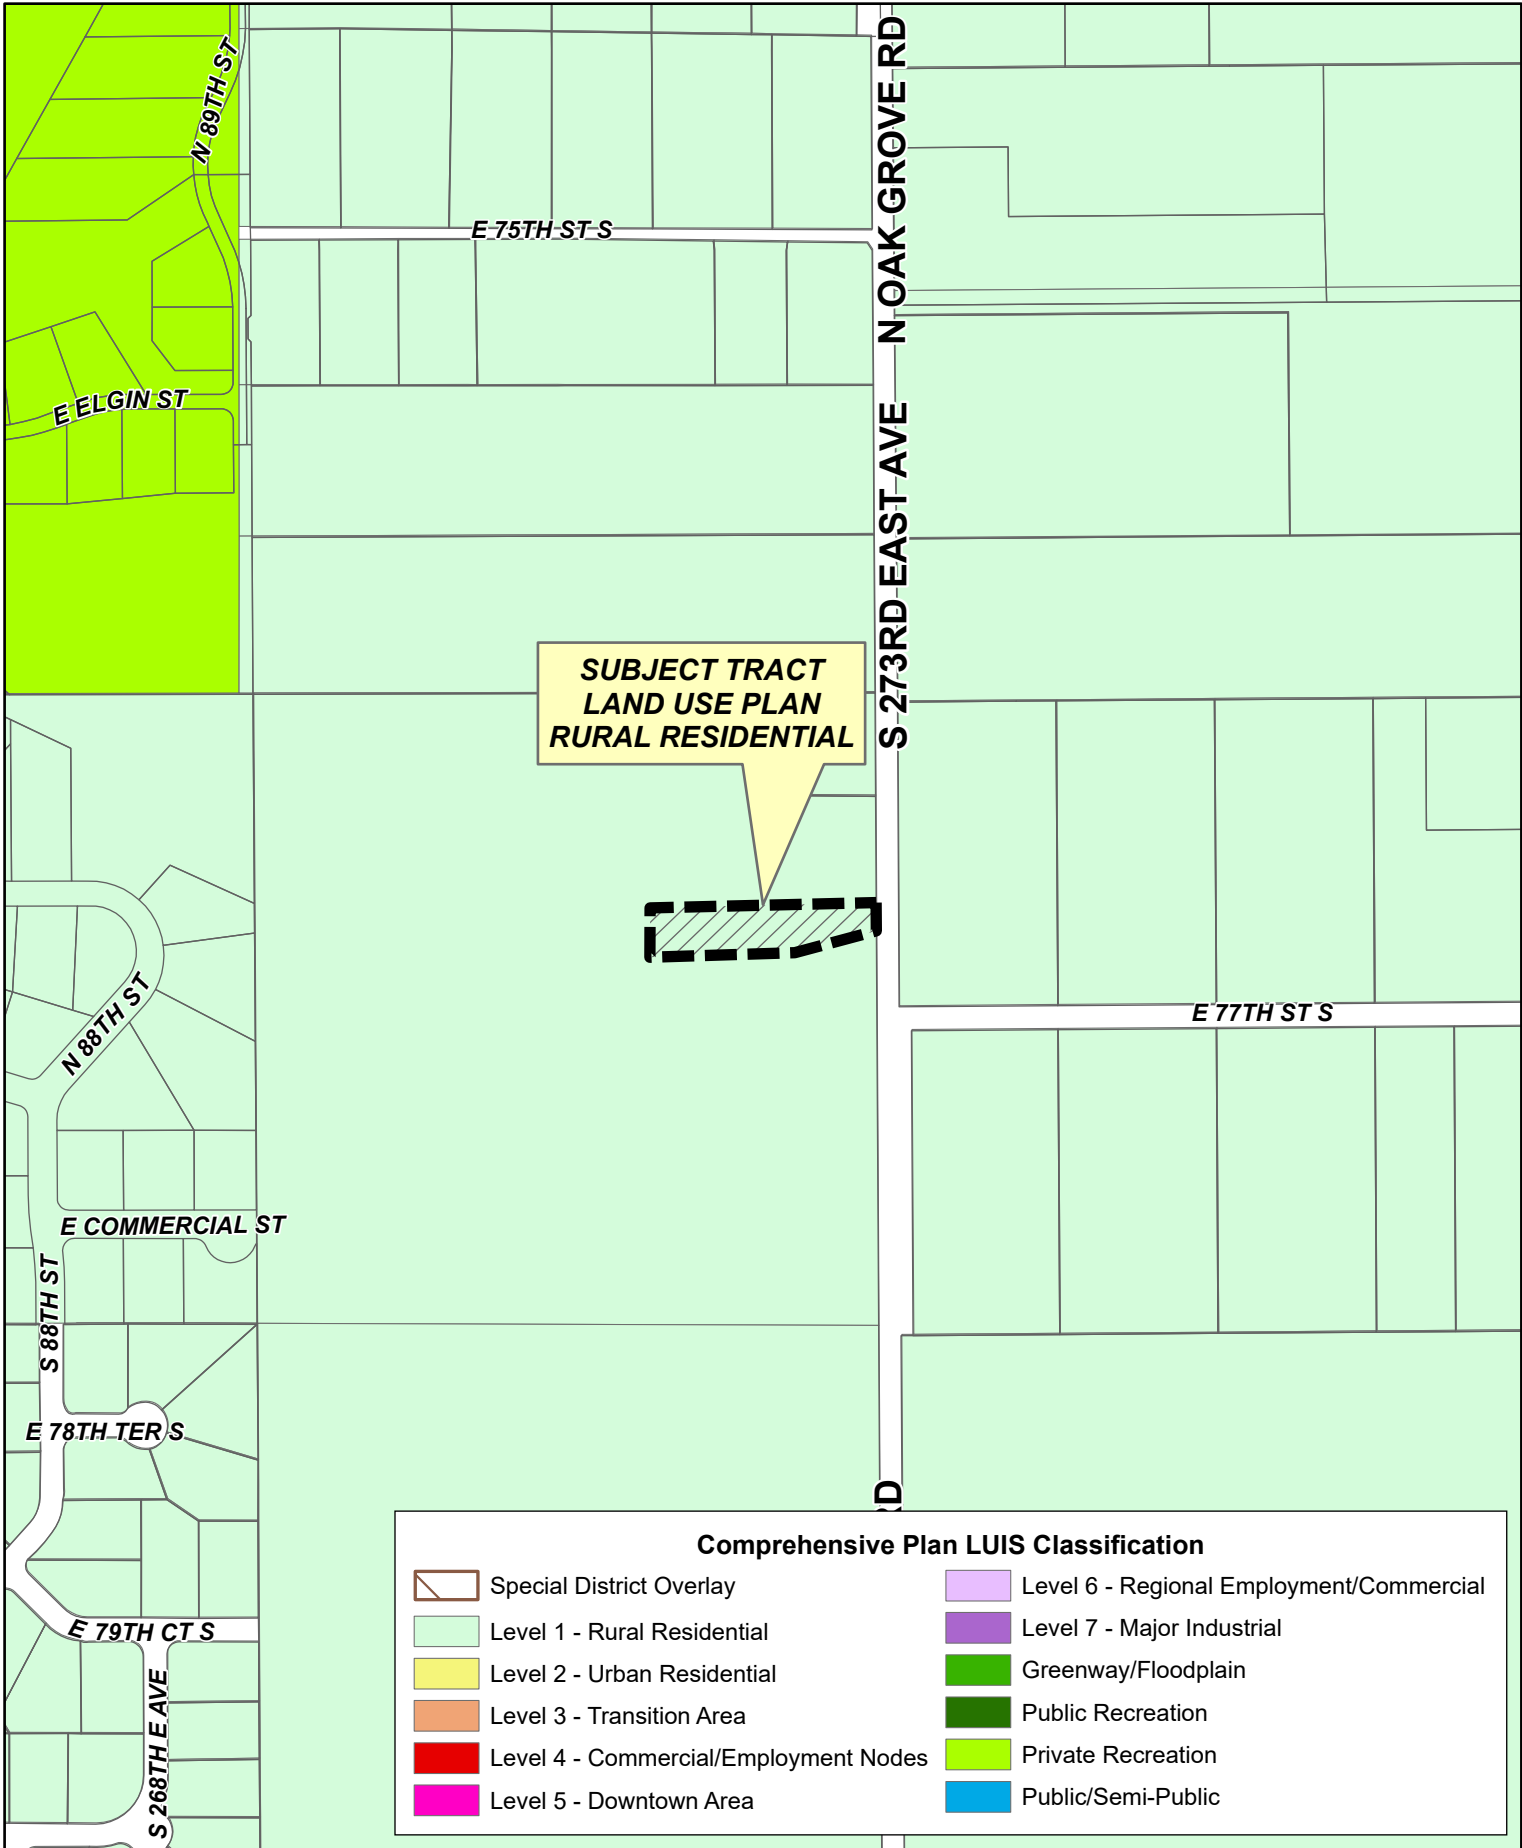 N 89TH ST
N OAK GROVE RD
E 75TH ST S
E ELGIN ST
S 273RD EAST AVE
SUBJECT TRACT
LAND USE PLAN
RURAL RESIDENTIAL
N 88TH ST
E 77TH ST S
E COMMERCIAL ST
S 88TH ST
E 78TH TER S
E 79TH CT S
S 268TH E AVE
Comprehensive Plan LUIS Classification
Special District Overlay
Level 1 - Rural Residential
Level 2 - Urban Residential
Level 3 - Transition Area
Level 4 - Commercial/Employment Nodes
Level 5 - Downtown Area
Level 6 - Regional Employment/Commercial
Level 7 - Major Industrial
Greenway/Floodplain
Public Recreation
Private Recreation
Public/Semi-Public